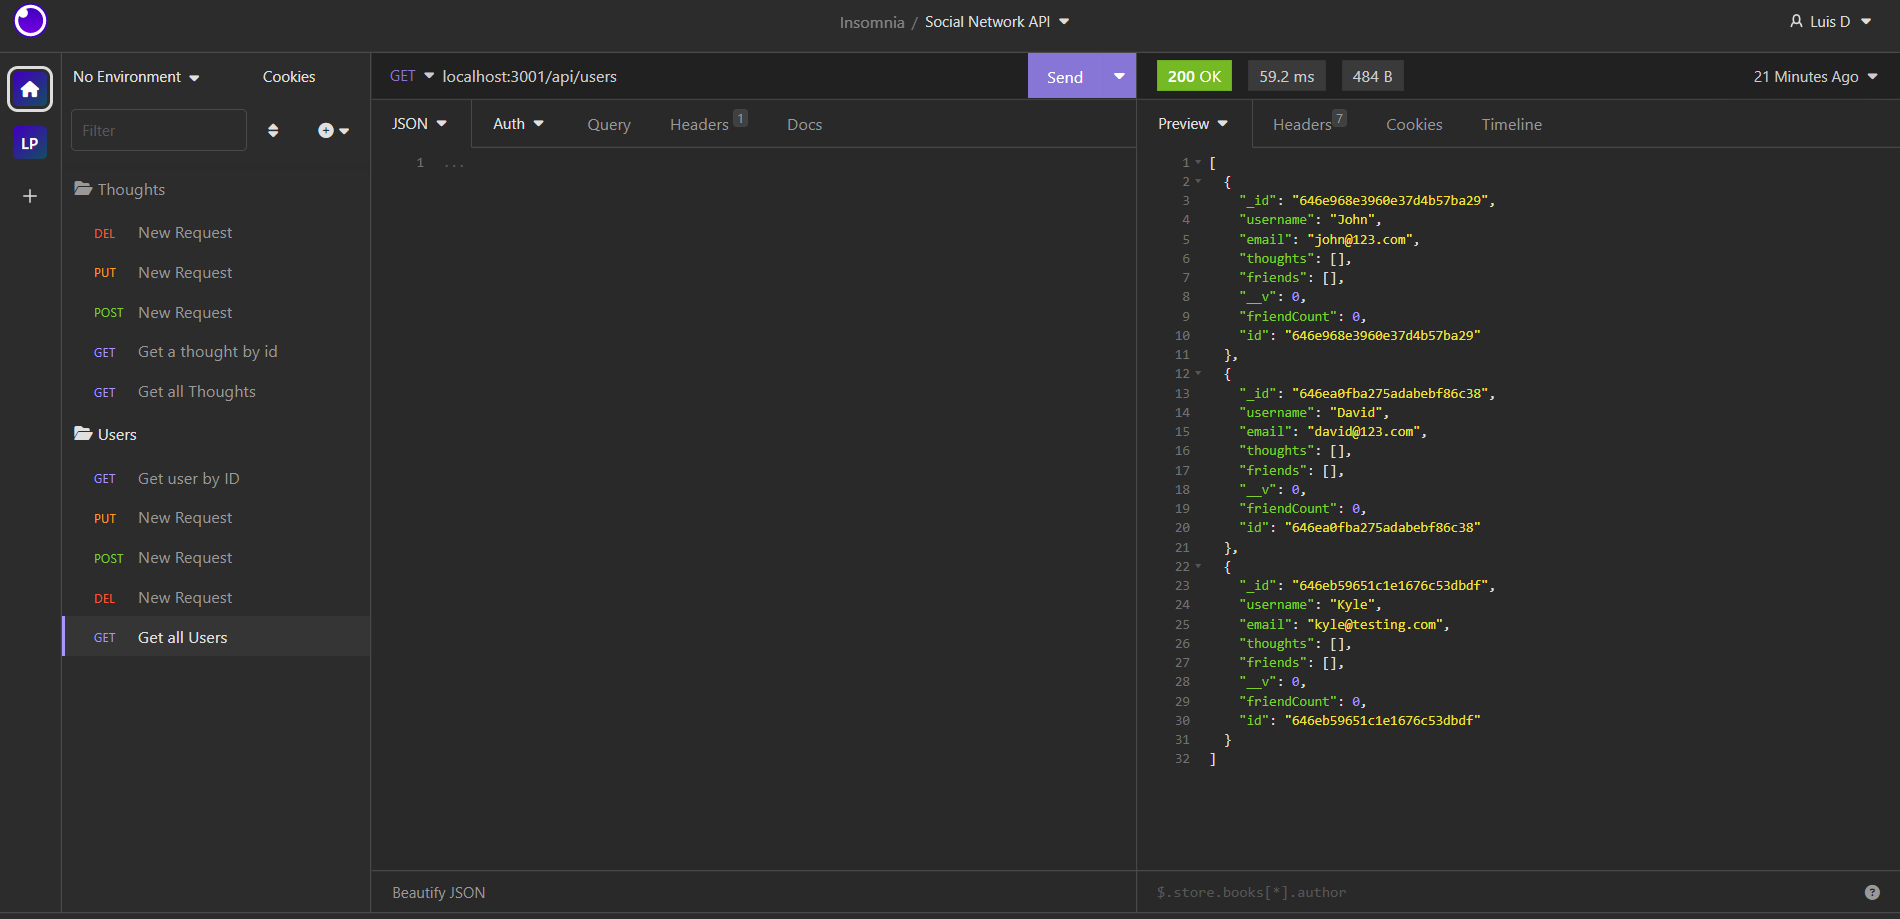 Insomnia / Social Network API
Luis D
No Environment
Cookies
GET localhost:3001/api/users
Send
200 OK
59.2 ms
484 B
21 Minutes Ago
LP
Filter
JSON
Auth
Query
Headers 1
Docs
Preview
Headers 7
Cookies
Timeline
Thoughts
DEL New Request
PUT New Request
POST New Request
GET Get a thought by id
GET Get all Thoughts
Users
GET Get user by ID
PUT New Request
POST New Request
DEL New Request
GET Get all Users
1 ...
Beautify JSON
1 [
2 {
3 "_id": "646e968e3960e37d4b57ba29",
4 "username": "John",
5 "email": "john@123.com",
6 "thoughts": [],
7 "friends": [],
8 "__v": 0,
9 "friendCount": 0,
10 "id": "646e968e3960e37d4b57ba29"
11 },
12 {
13 "_id": "646ea0fba275adabebf86c38",
14 "username": "David",
15 "email": "david@123.com",
16 "thoughts": [],
17 "friends": [],
18 "__v": 0,
19 "friendCount": 0,
20 "id": "646ea0fba275adabebf86c38"
21 },
22 {
23 "_id": "646eb59651c1e1676c53dbdf",
24 "username": "Kyle",
25 "email": "kyle@testing.com",
26 "thoughts": [],
27 "friends": [],
28 "__v": 0,
29 "friendCount": 0,
30 "id": "646eb59651c1e1676c53dbdf"
31 }
32 ]
$.store.books[*].author
?